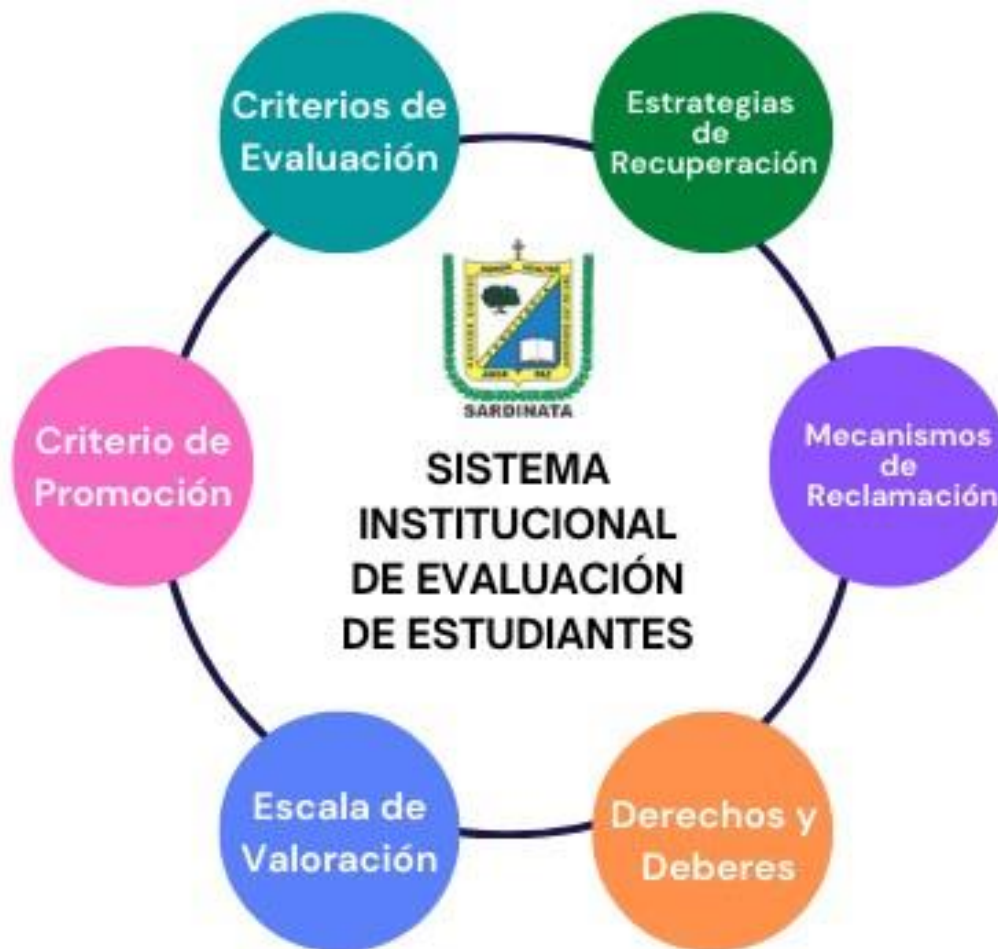 Criterios de
Evaluación
Estrategias
de
Recuperación
SARDINATA
Criterio de
Promoción
SISTEMA
INSTITUCIONAL
DE EVALUACIÓN
DE ESTUDIANTES
Mecanismos
de
Reclamación
Escala de
Valoración
Derechos y
Deberes